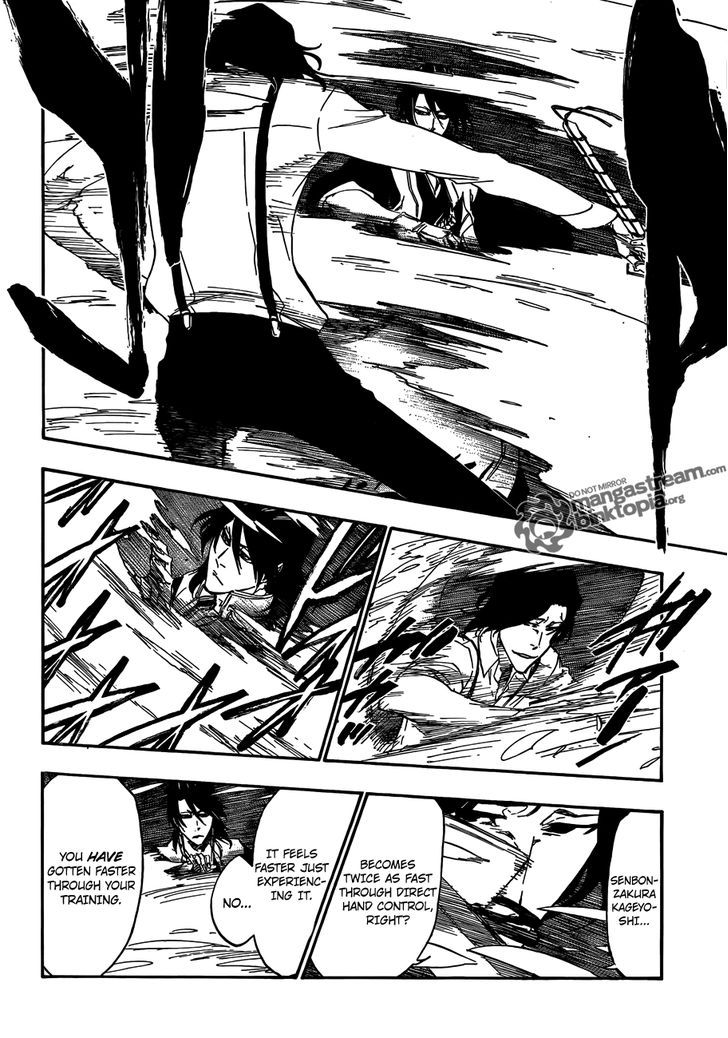 DO NOT MIRROR
mangastream.com
binktopia.org
SENBON-
ZAKURA
KAGEYO-
SHI...
BECOMES
TWICE AS FAST
THROUGH DIRECT
HAND CONTROL,
RIGHT?
IT FEELS
FASTER JUST
EXPERIENC-
ING IT.
NO...
YOU HAVE
GOTTEN FASTER
THROUGH YOUR
TRAINING.